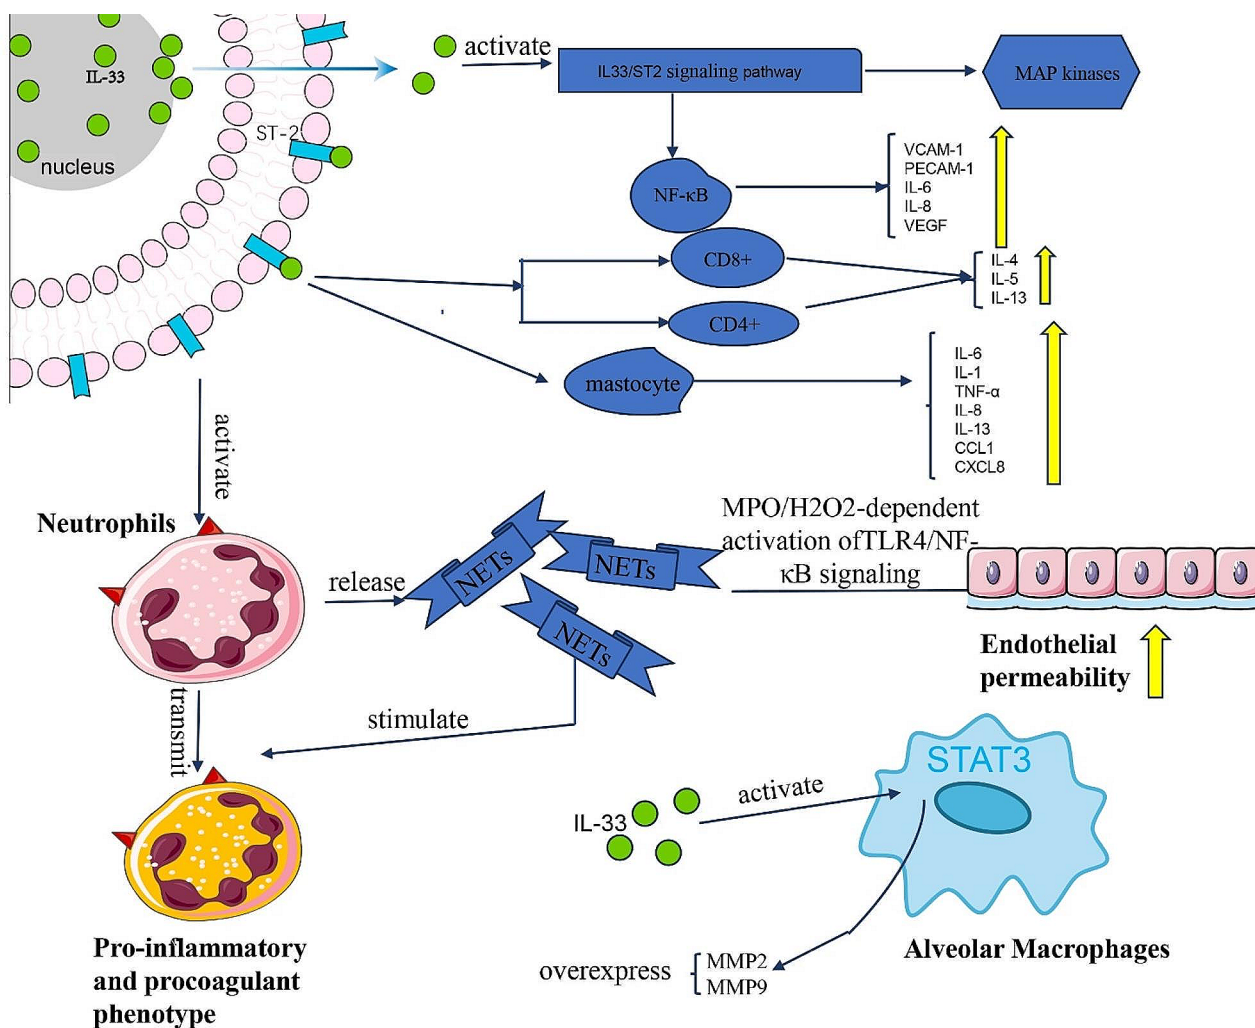 IL-33
nucleus
ST-2
activate
IL33/ST2 signaling pathway
MAP kinases
NF-κB
VCAM-1
PECAM-1
IL-6
IL-8
VEGF
CD8+
CD4+
IL-4
IL-5
IL-13
mastocyte
IL-6
IL-1
TNF-α
IL-8
IL-13
CCL1
CXCL8
activate
Neutrophils
release
NETs
NETs
NETs
MPO/H2O2-dependent
activation ofTLR4/NF-
κB signaling
Endothelial
permeability
transmit
stimulate
STAT3
IL-33
activate
Alveolar Macrophages
overexpress
MMP2
MMP9
Pro-inflammatory
and procoagulant
phenotype